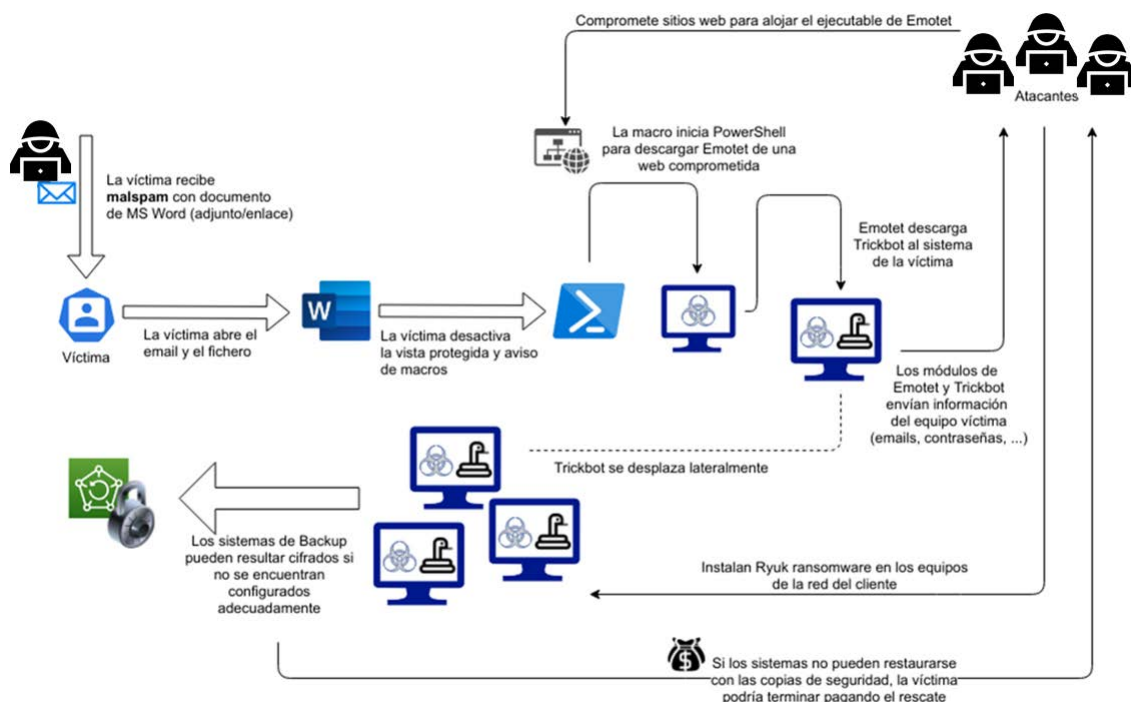 Compromete sitios web para alojar el ejecutable de Emotet
Atacantes
La víctima recibe
malspam con documento
de MS Word (adjunto/enlace)
La macro inicia PowerShell
para descargar Emotet de una
web comprometida
Emotet descarga
Trickbot al sistema
de la víctima
Víctima
La víctima abre el
email y el fichero
W
La víctima desactiva
la vista protegida y aviso
de macros
Los módulos de
Emotet y Trickbot
envían información
del equipo víctima
(emails, contraseñas, ...)
Trickbot se desplaza lateralmente
Los sistemas de Backup
pueden resultar cifrados si
no se encuentran
configurados
adecuadamente
Instalan Ryuk ransomware en los equipos
de la red del cliente
$
Si los sistemas no pueden restaurarse
con las copias de seguridad, la víctima
podría terminar pagando el rescate